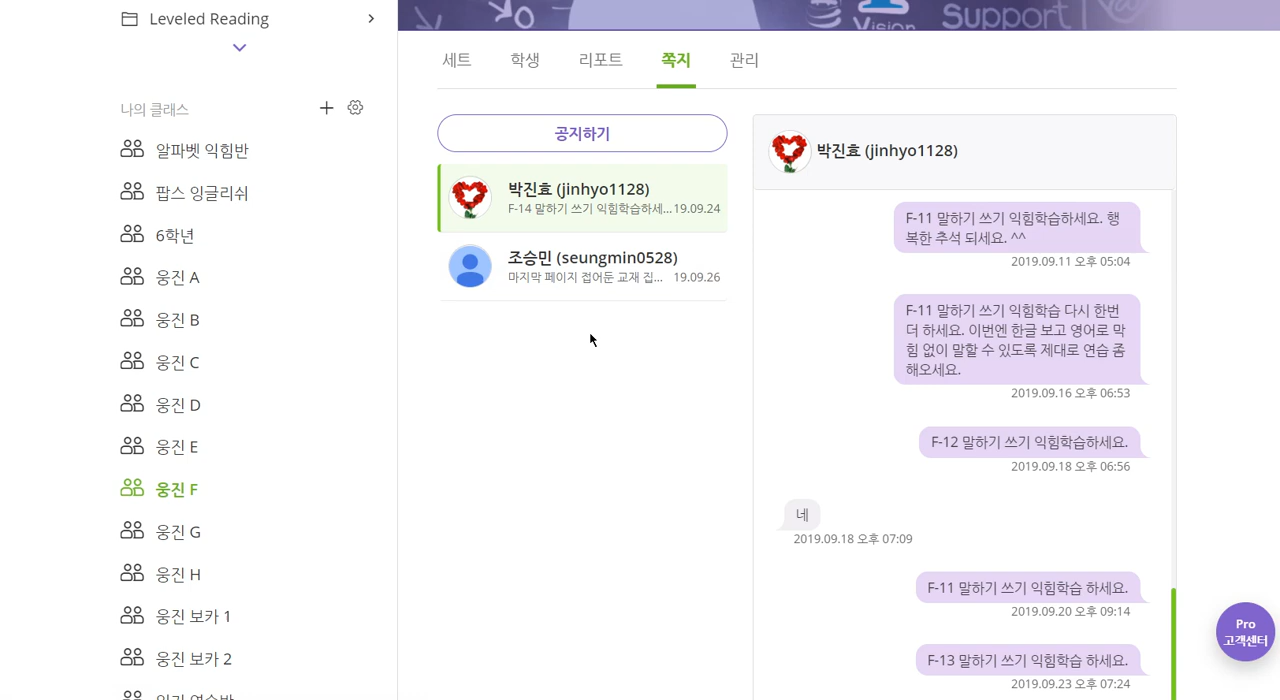 Leveled Reading
나의 클래스
알파벳 익힘반
팝스 잉글리쉬
6학년
웅진 A
웅진 B
웅진 C
웅진 D
웅진 E
웅진 F
웅진 G
웅진 H
웅진 보카 1
웅진 보카 2
Vision
Support
세트
학생
리포트
쪽지
관리
공지하기
박진효 (jinhyo1128)
F-14 말하기 쓰기 익힘학습하세... 19.09.24
조승민 (seungmin0528)
마지막 페이지 접어둔 교재 집... 19.09.26
박진효 (jinhyo1128)
F-11 말하기 쓰기 익힘학습하세요. 행
복한 추석 되세요. ^^
2019.09.11 오후 05:04
F-11 말하기 쓰기 익힘학습 다시 한번
더 하세요. 이번엔 한글 보고 영어로 막
힘 없이 말할 수 있도록 제대로 연습 좀
해오세요.
2019.09.16 오후 06:53
F-12 말하기 쓰기 익힘학습하세요.
2019.09.18 오후 06:56
네
2019.09.18 오후 07:09
F-11 말하기 쓰기 익힘학습 하세요.
2019.09.20 오후 09:14
F-13 말하기 쓰기 익힘학습 하세요.
2019.09.23 오후 07:24
Pro
고객센터